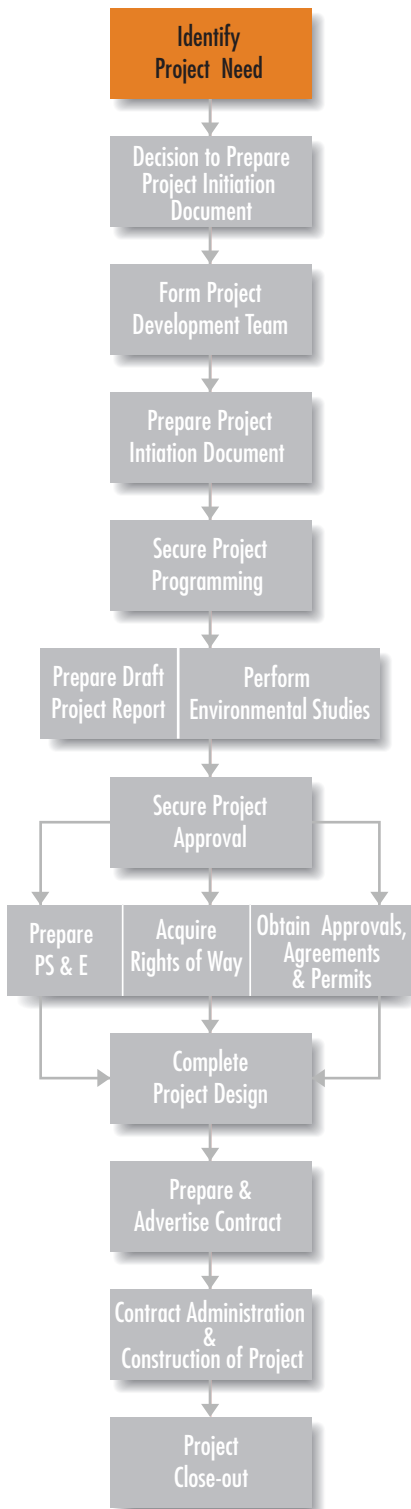 Identify
Project Need
Decision to Prepare
Project Initiation
Document
Form Project
Development Team
Prepare Project
Intiation Document
Secure Project
Programming
Prepare Draft
Project Report
Perform
Environmental Studies
Secure Project
Approval
Prepare
PS & E
Acquire
Rights of Way
Obtain Approvals,
Agreements
& Permits
Complete
Project Design
Prepare &
Advertise Contract
Contract Administration
&
Construction of Project
Project
Close-out